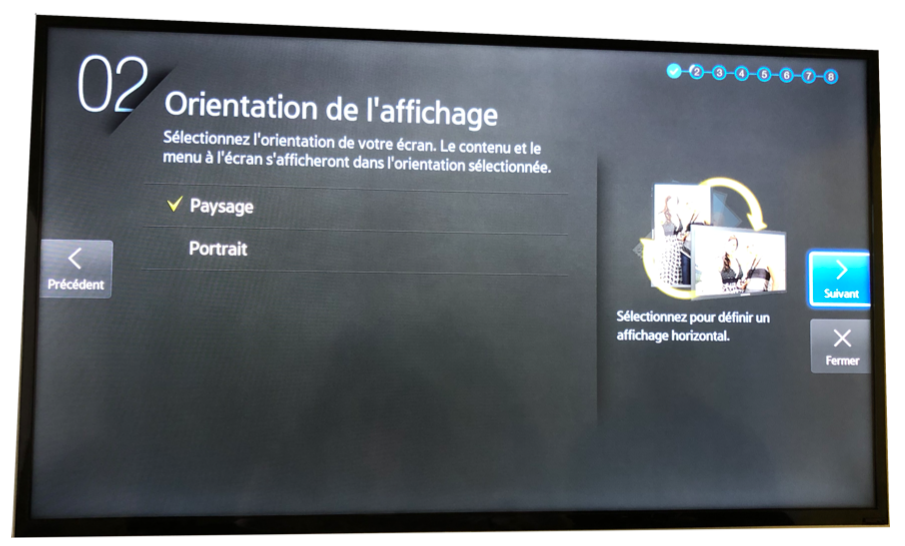 02
Orientation de l'affichage
Sélectionnez l'orientation de votre écran. Le contenu et le
menu à l'écran s'afficheront dans l'orientation sélectionnée.
2 3 4 5 6 7 8
Paysage
Portrait
Précédent
Sélectionnez pour définir un
affichage horizontal.
Suivant
Fermer